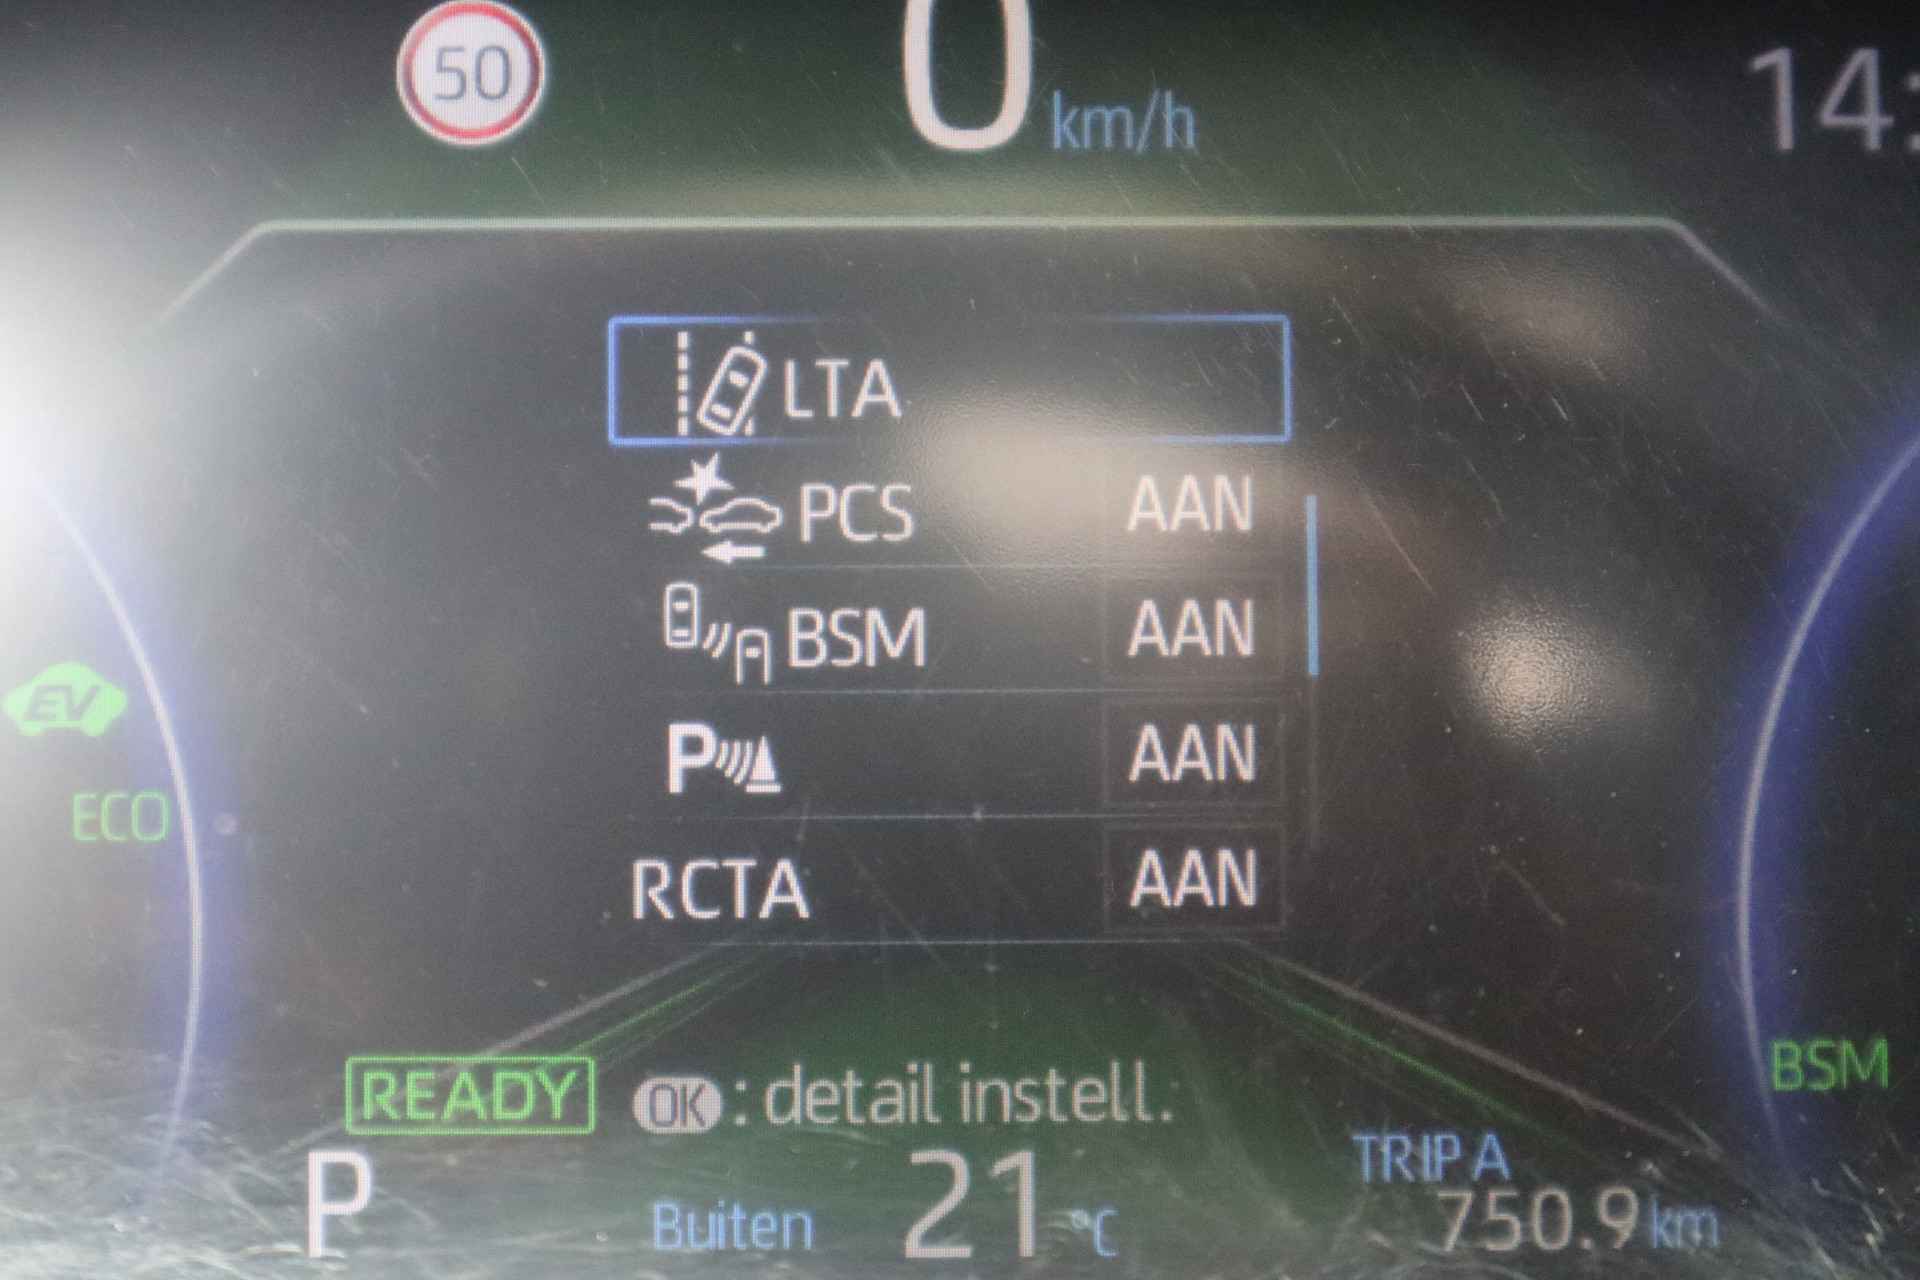 50
0 km/h
14:
LTA
PCS AAN
BSM AAN
P AAN
RCTA AAN
EV
ECO
BSM
READY
OK : detail instell.
P
Buiten 21 °C
TRIP A
750.9 km